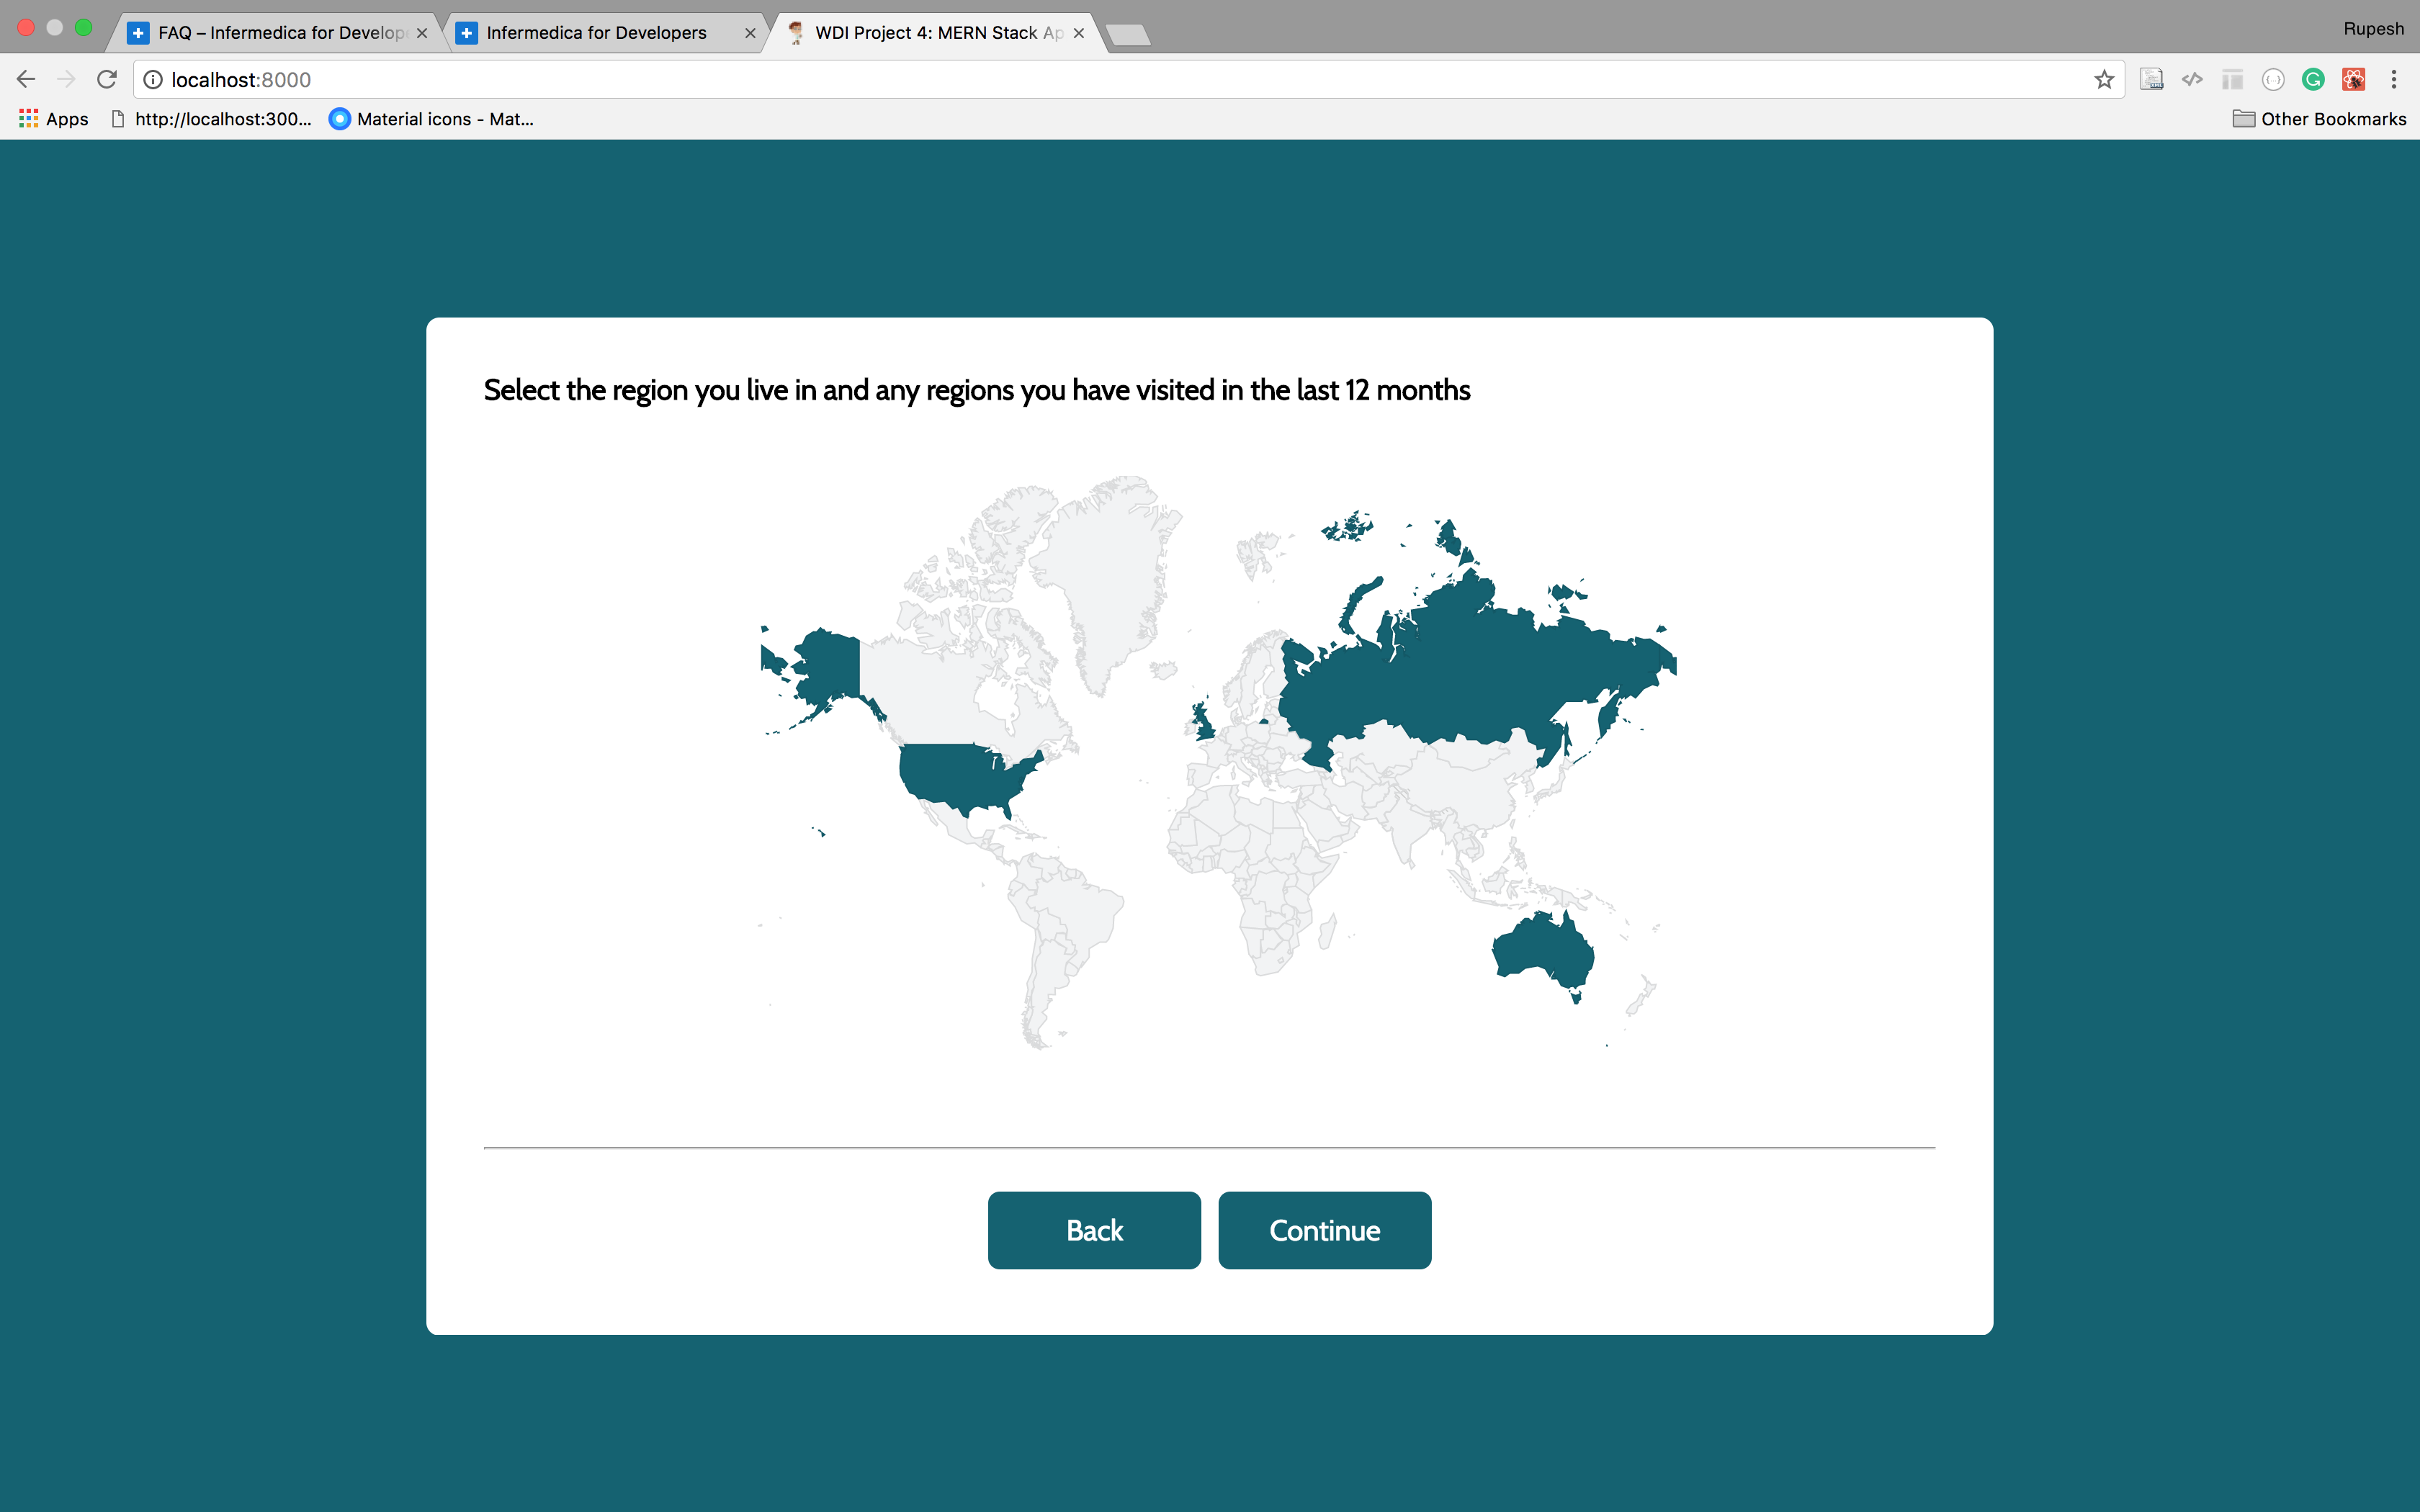 FAQ – Infermedica for Develope
Infermedica for Developers
WDI Project 4: MERN Stack Ap
Rupesh
localhost:8000
Apps
http://localhost:300...
Material icons - Mat...
Other Bookmarks
Select the region you live in and any regions you have visited in the last 12 months
Back
Continue